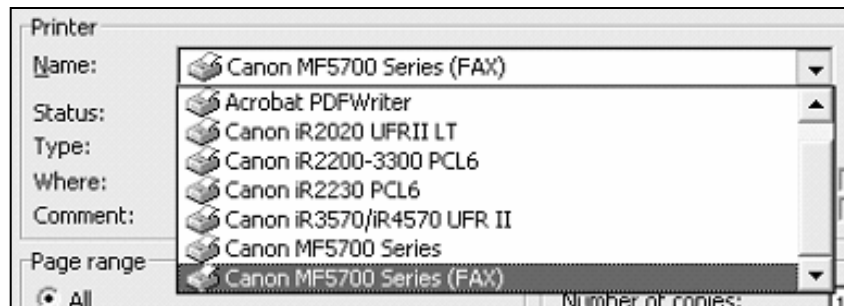 Printer
Name: Canon MF5700 Series (FAX)
Status: Acrobat PDFWriter
Canon iR2020 UFRII LT
Type: Canon iR2200-3300 PCL6
Where: Canon iR2230 PCL6
Comment: Canon iR3570/iR4570 UFR II
Canon MF5700 Series
Page range Canon MF5700 Series (FAX)
All Number of copies: